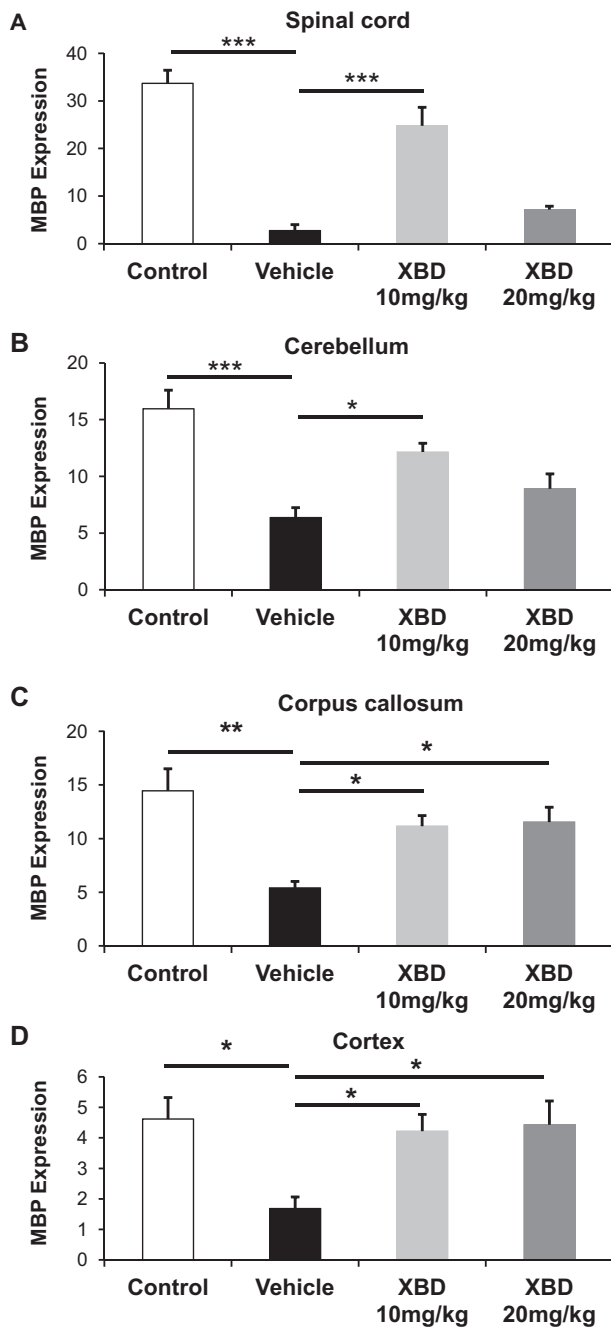 A
Spinal cord
***
***
MBP Expression
40
30
20
10
0
Control
Vehicle
XBD
10mg/kg
XBD
20mg/kg
B
Cerebellum
***
*
MBP Expression
20
15
10
5
0
Control
Vehicle
XBD
10mg/kg
XBD
20mg/kg
C
Corpus callosum
**
*
*
MBP Expression
20
15
10
5
0
Control
Vehicle
XBD
10mg/kg
XBD
20mg/kg
D
Cortex
*
*
*
MBP Expression
6
5
4
3
2
1
0
Control
Vehicle
XBD
10mg/kg
XBD
20mg/kg